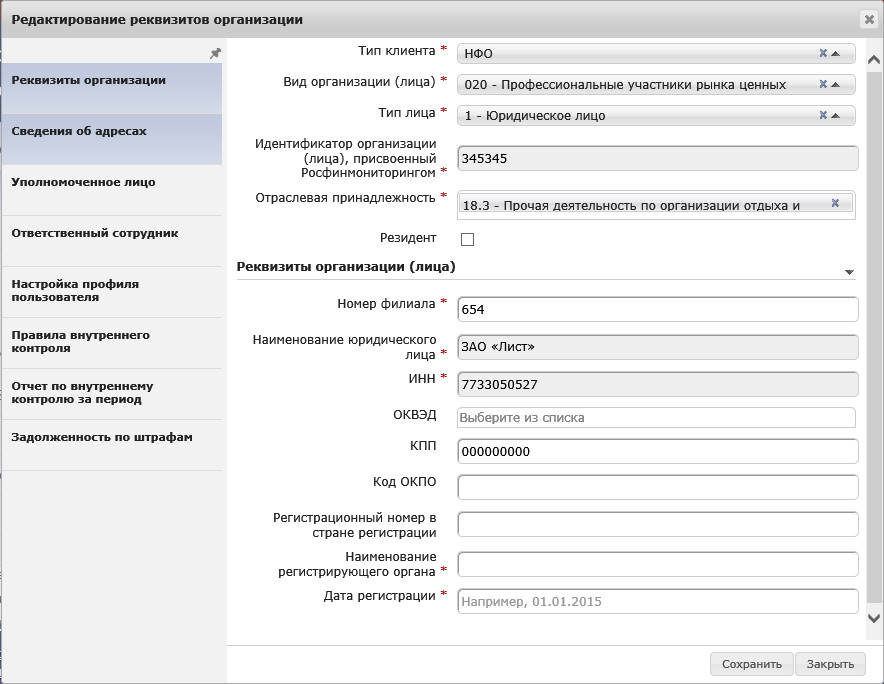 Редактирование реквизитов организации
Реквизиты организации
Сведения об адресах
Уполномоченное лицо
Ответственный сотрудник
Настройка профиля
пользователя
Правила внутреннего
контроля
Отчет по внутреннему
контролю за период
Задолженность по штрафам
Тип клиента *
НФО
Вид организации (лица) *
020 - Профессиональные участники рынка ценных
Тип лица *
1 - Юридическое лицо
Идентификатор организации
(лица), присвоенный
Росфинмониторингом *
345345
Отраслевая принадлежность *
18.3 - Прочая деятельность по организации отдыха и
Резидент
Реквизиты организации (лица)
Номер филиала *
654
Наименование юридического
лица *
ЗАО «Лист»
ИНН *
7733050527
ОКВЭД
Выберите из списка
КПП
000000000
Код ОКПО
Регистрационный номер в
стране регистрации
Наименование
регистрирующего органа *
Дата регистрации *
Например, 01.01.2015
Сохранить
Закрыть